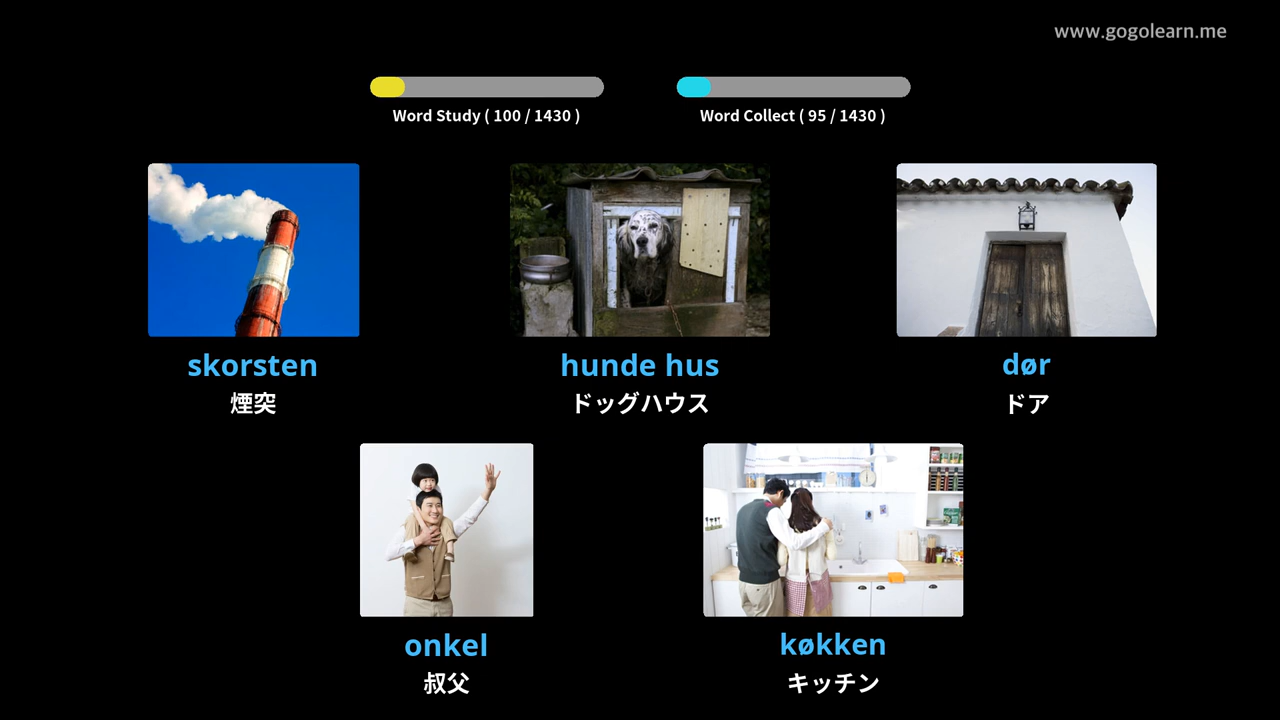 www.gogolearn.me
Word Study ( 100 / 1430 )
Word Collect ( 95 / 1430 )
skorsten
煙突
hunde hus
ドッグハウス
dør
ドア
onkel
叔父
køkken
キッチン